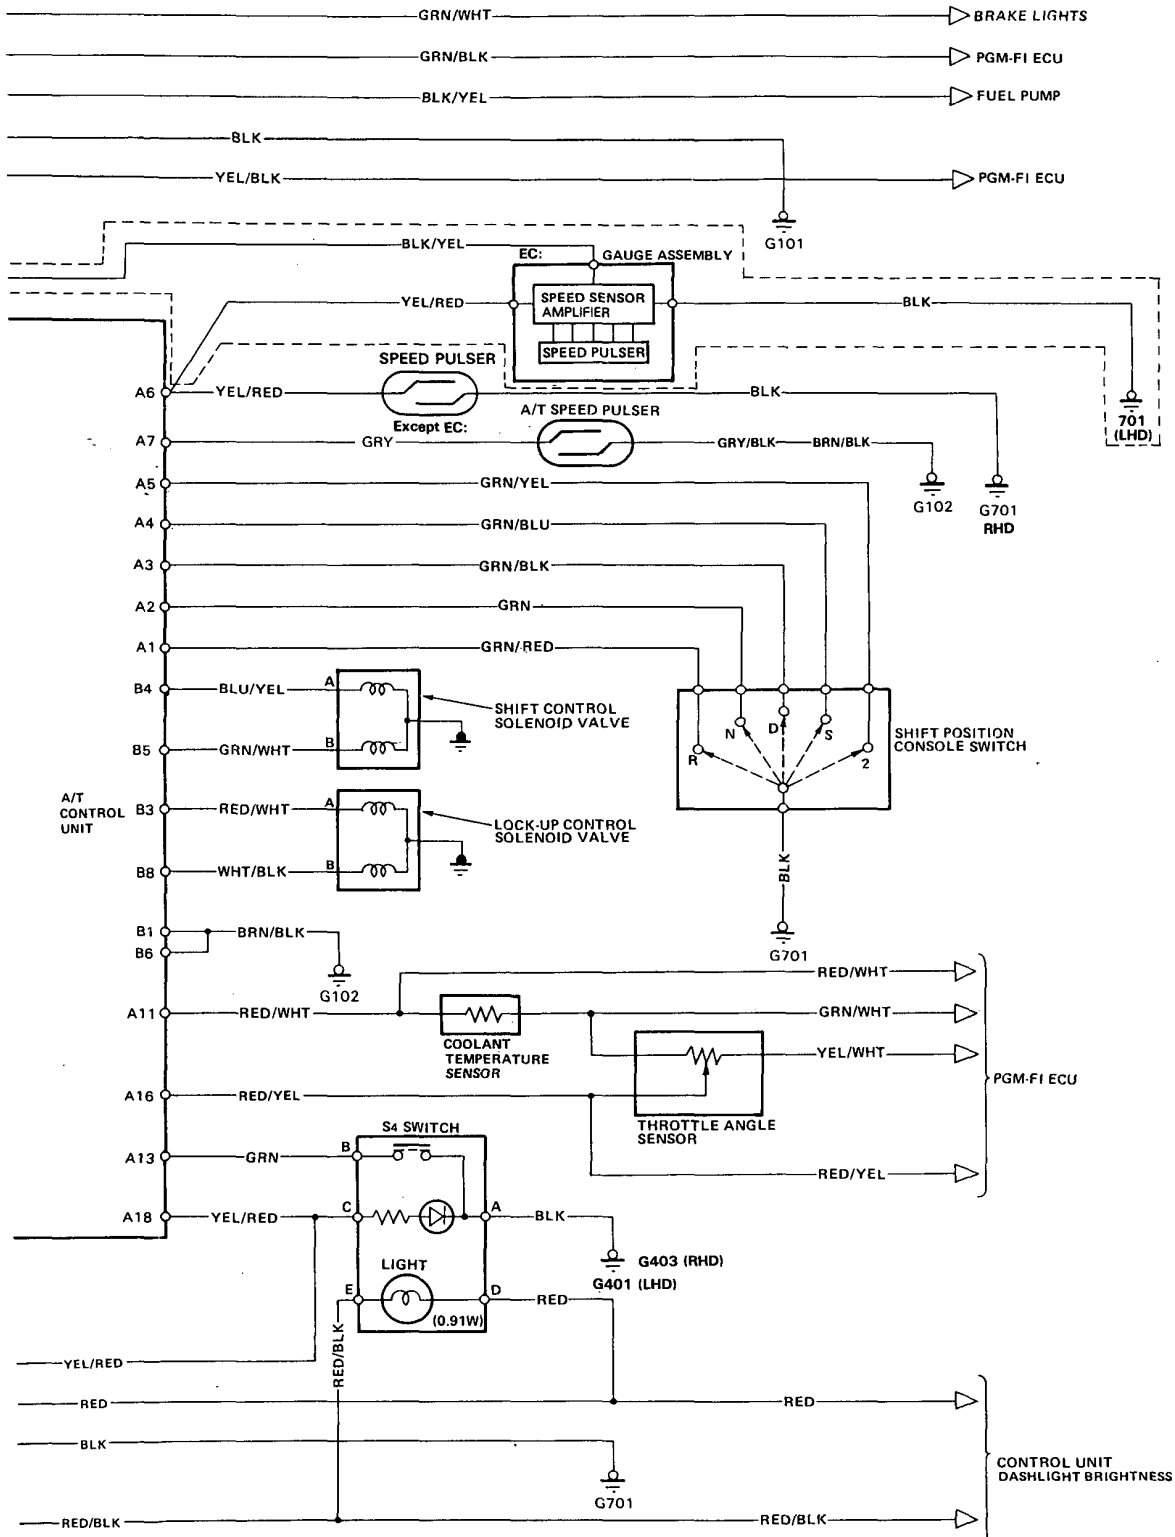 GRN/WHT BRAKE LIGHTS
GRN/BLK PGM-FI ECU
BLK/YEL FUEL PUMP
BLK
YEL/BLK PGM-FI ECU
G101
BLK/YEL EC: GAUGE ASSEMBLY
YEL/RED SPEED SENSOR BLK
AMPLIFIER
SPEED PULSER
SPEED PULSER
A6 YEL/RED BLK
Except EC: A/T SPEED PULSER
701
(LHD)
A7 GRY GRY/BLK BRN/BLK
A5 GRN/YEL
G102 G701
RHD
A4 GRN/BLU
A3 GRN/BLK
A2 GRN
A1 GRN/RED
B4 BLU/YEL A
SHIFT CONTROL
SOLENOID VALVE
B5 GRN/WHT B
R N D S 2
SHIFT POSITION
CONSOLE SWITCH
A/T
CONTROL
UNIT
B3 RED/WHT A
LOCK-UP CONTROL
SOLENOID VALVE
B8 WHT/BLK B
BLK
B1 BRN/BLK
B6
G701
G102
RED/WHT
A11 RED/WHT GRN/WHT
COOLANT
TEMPERATURE
SENSOR
YEL/WHT
PGM-FI ECU
A16 RED/YEL
THROTTLE ANGLE
SENSOR
S4 SWITCH
A13 GRN B
RED/YEL
A18 YEL/RED C A BLK
G403 (RHD)
G401 (LHD)
LIGHT
E D RED
(0.91W)
RED/BLK
YEL/RED
RED RED
BLK
G701
CONTROL UNIT
DASHLIGHT BRIGHTNESS
RED/BLK RED/BLK